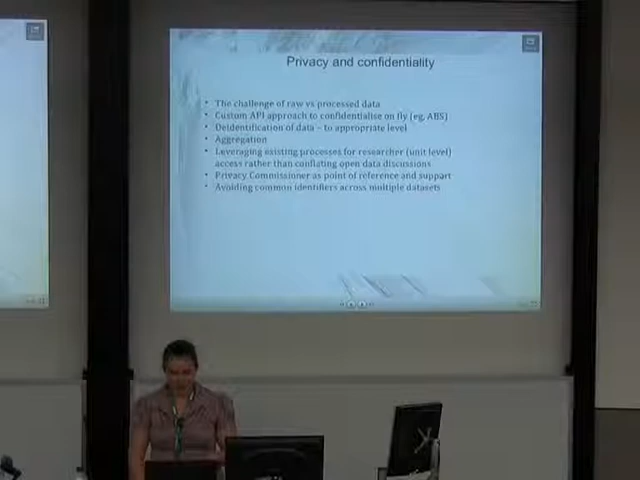 Privacy and confidentiality
• The challenge of raw vs processed data
• Custom API approach to confidentialise on fly (eg, ABS)
• Deidentification of data – to appropriate level
• Aggregation
• Leveraging existing processes for researcher (unit level)
access rather than conflating open data discussions
• Privacy Commissioner as point of reference and support
• Avoiding common identifiers across multiple datasets